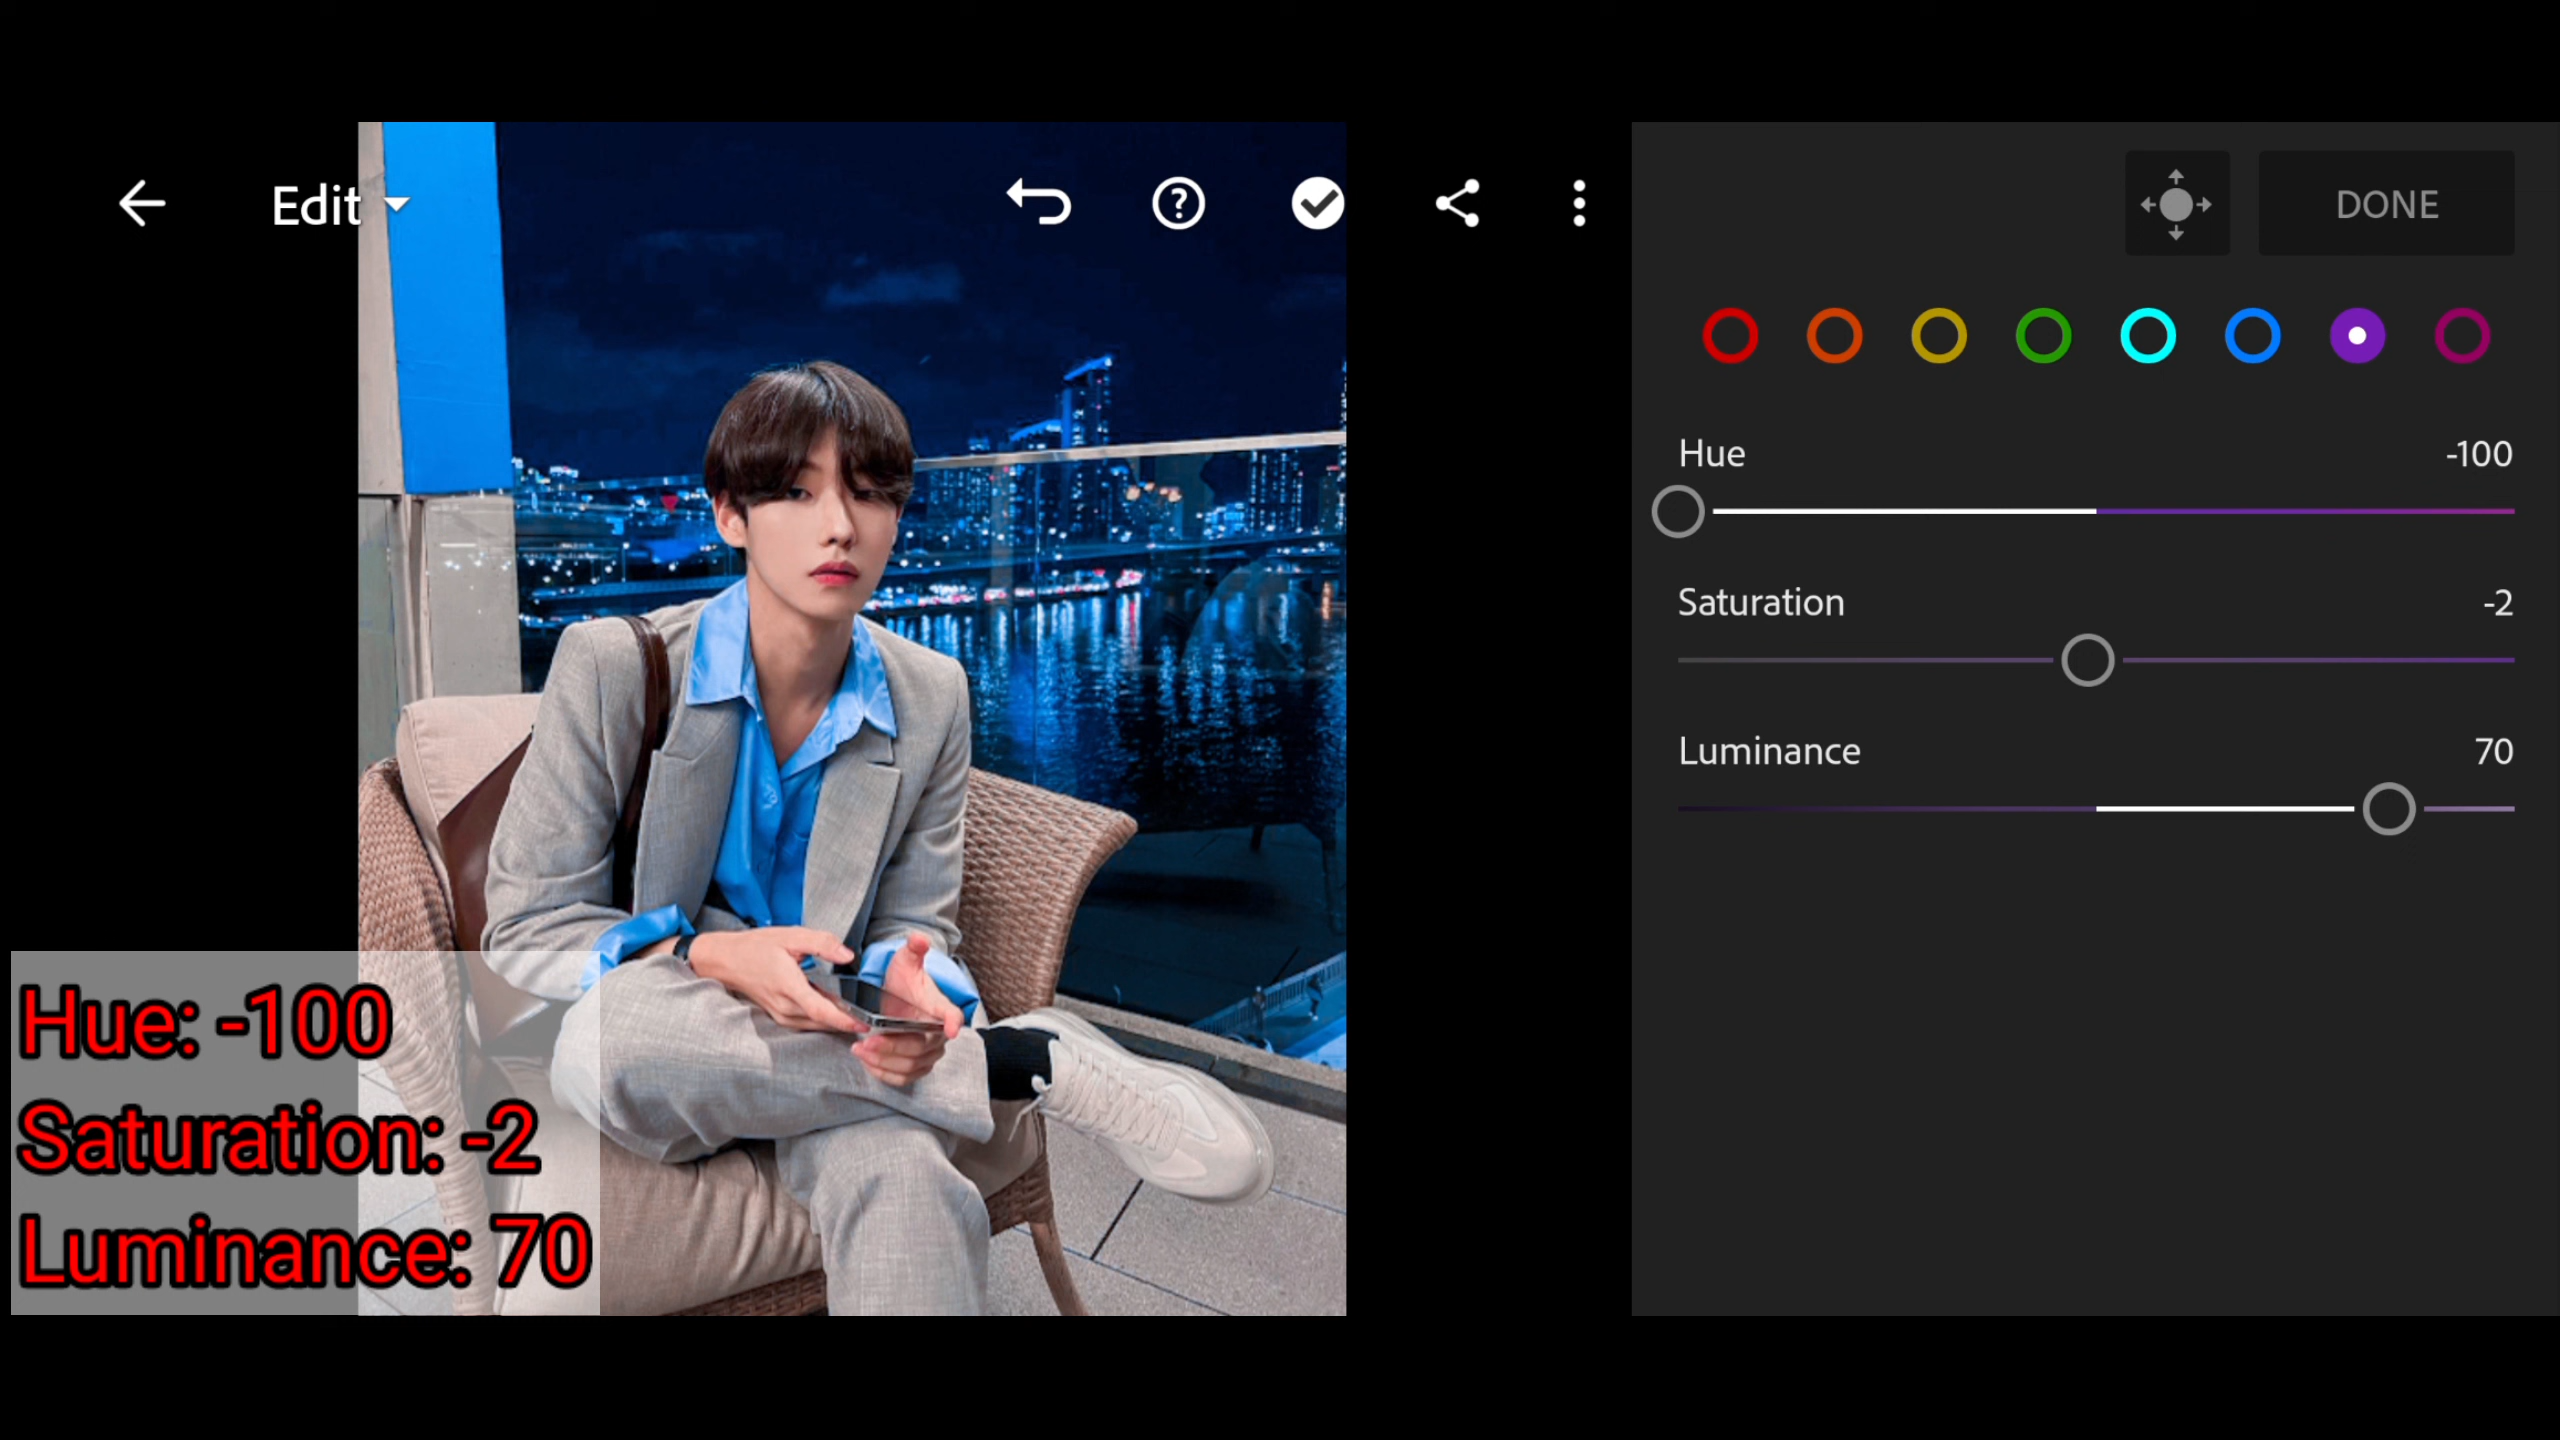 Edit
DONE
Hue -100
Saturation -2
Luminance 70
Hue: -100
Saturation: -2
Luminance: 70